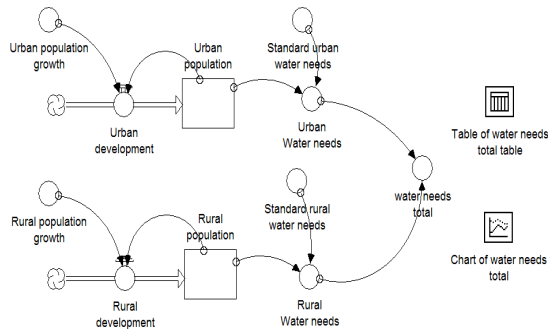 Urban population
growth
Urban
population
Standard urban
water needs
Urban
development
Urban
Water needs
Table of water needs
total table
water needs
total
Rural population
growth
Rural
population
Standard rural
water needs
Chart of water needs
total
Rural
development
Rural
Water needs